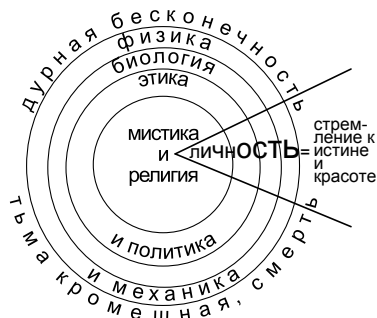 дурная бесконечность
физика
биология
этика
мистика
и
религия
личность=
стрем-
ление к
истине
и
красоте
и политика
и механика
тьма кромешная, смерть